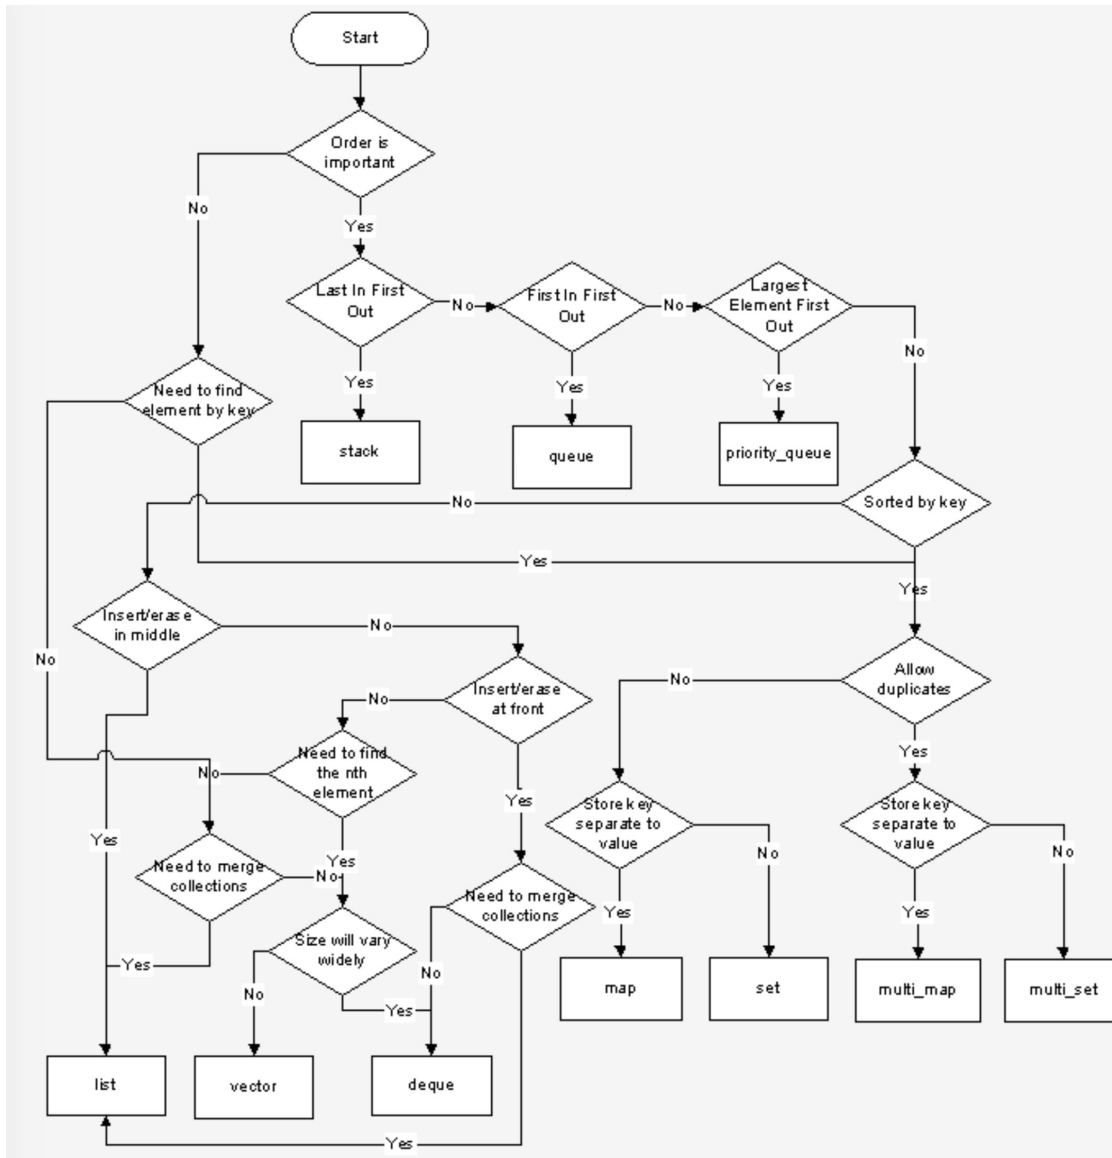 Start
Order is
important
No
Yes
Last In First
Out
No
First In First
Out
No
Largest
Element First
Out
No
Yes
Yes
Yes
Need to find
element by key
stack
queue
priority_queue
No
Sorted by key
Yes
Yes
Insert/erase
in middle
No
No
Insert/erase
at front
No
No
Allow
duplicates
Need to find
the nth
element
No
Yes
Yes
Store key
separate to
value
Store key
separate to
value
Yes
Yes
No
No
Need to merge
collections
No
Need to merge
collections
Yes
Yes
Size will vary
widely
Yes
No
No
Yes
map
set
multi_map
multi_set
list
vector
deque
Yes